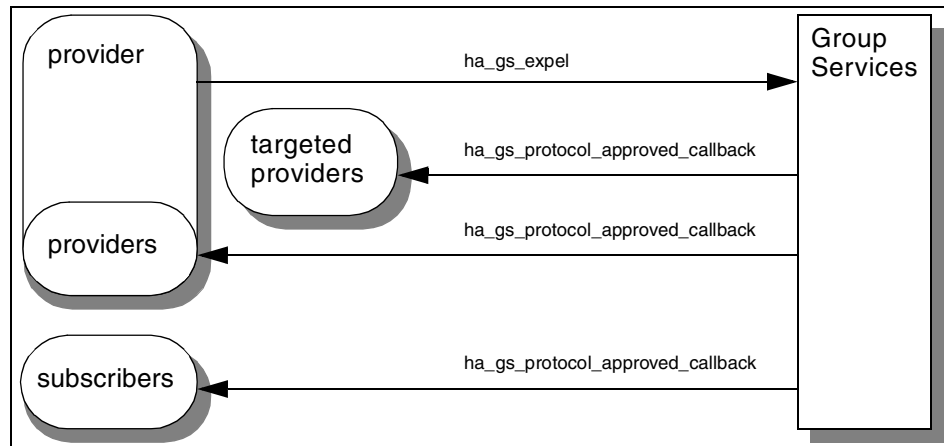 provider
Group
Services
ha_gs_expel
targeted
providers
ha_gs_protocol_approved_callback
providers
ha_gs_protocol_approved_callback
subscribers
ha_gs_protocol_approved_callback